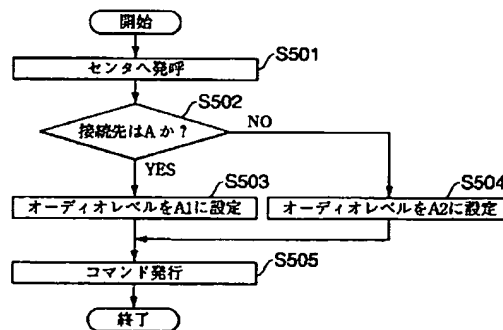 開始
センタへ発呼
S501
接続先はAか？
S502
NO
YES
オーディオレベルをA1に設定
S503
オーディオレベルをA2に設定
S504
コマンド発行
S505
終了